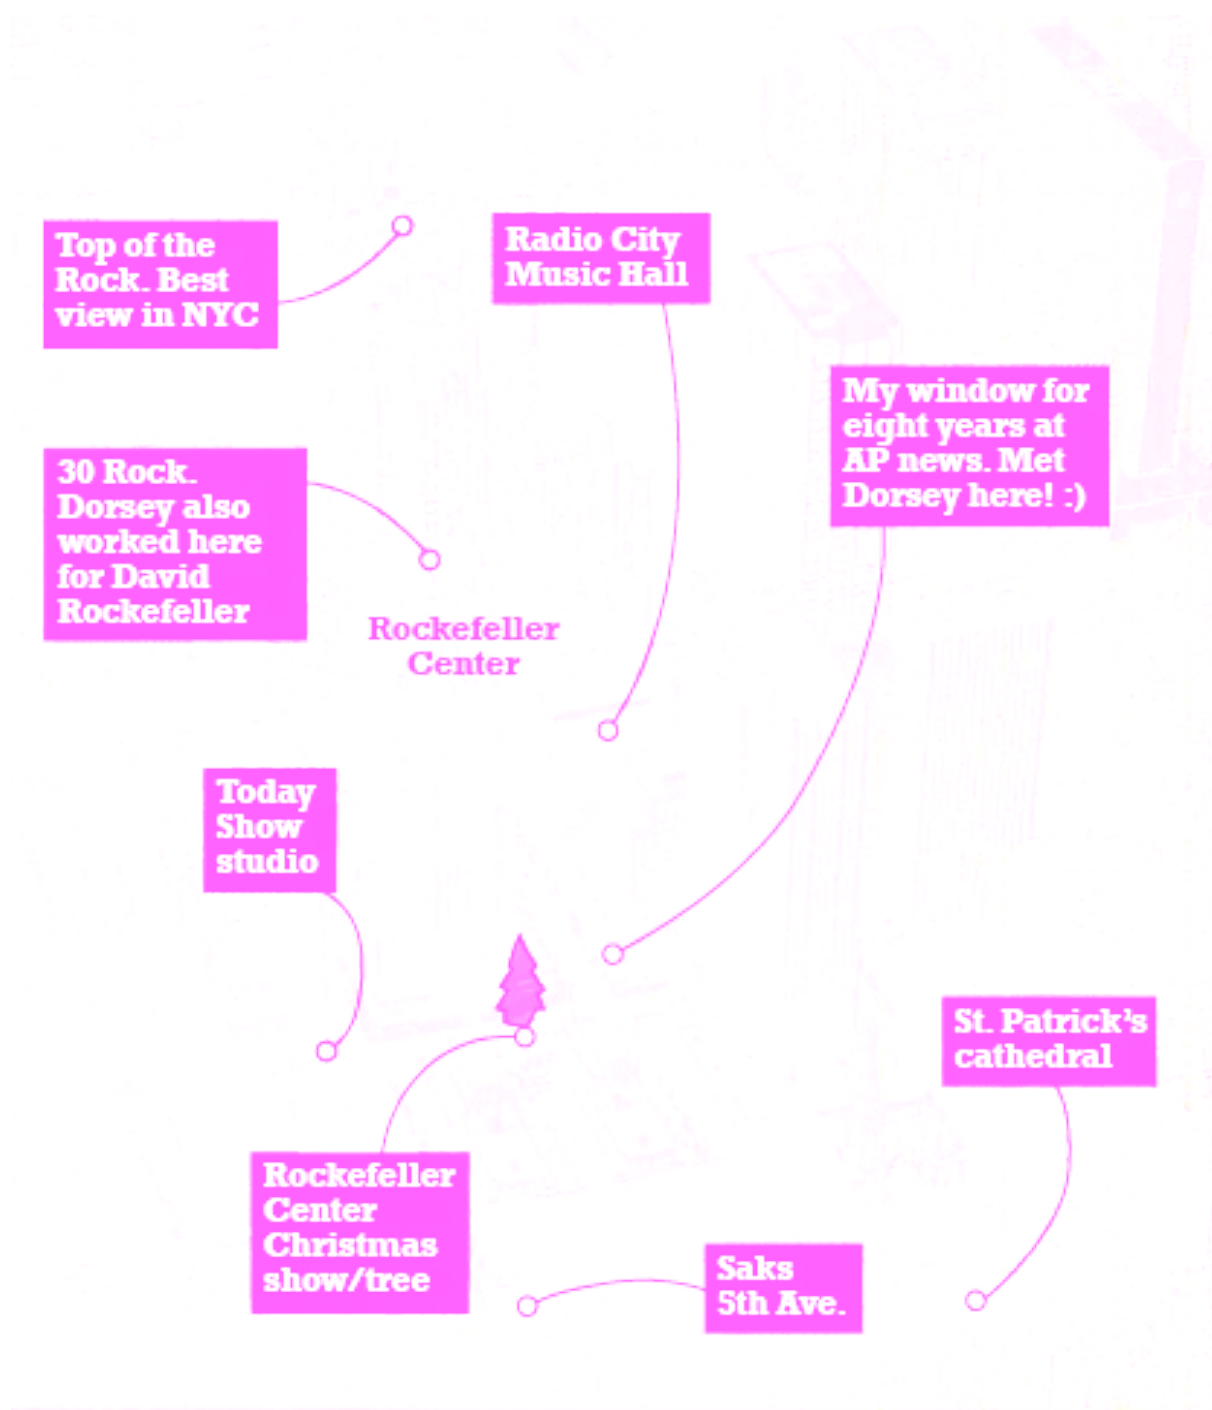 Top of the
Rock. Best
view in NYC
Radio City
Music Hall
My window for
eight years at
AP news. Met
Dorsey here! :)
30 Rock.
Dorsey also
worked here
for David
Rockefeller
Rockefeller
Center
Today
Show
studio
St. Patrick's
cathedral
Rockefeller
Center
Christmas
show/tree
Saks
5th Ave.